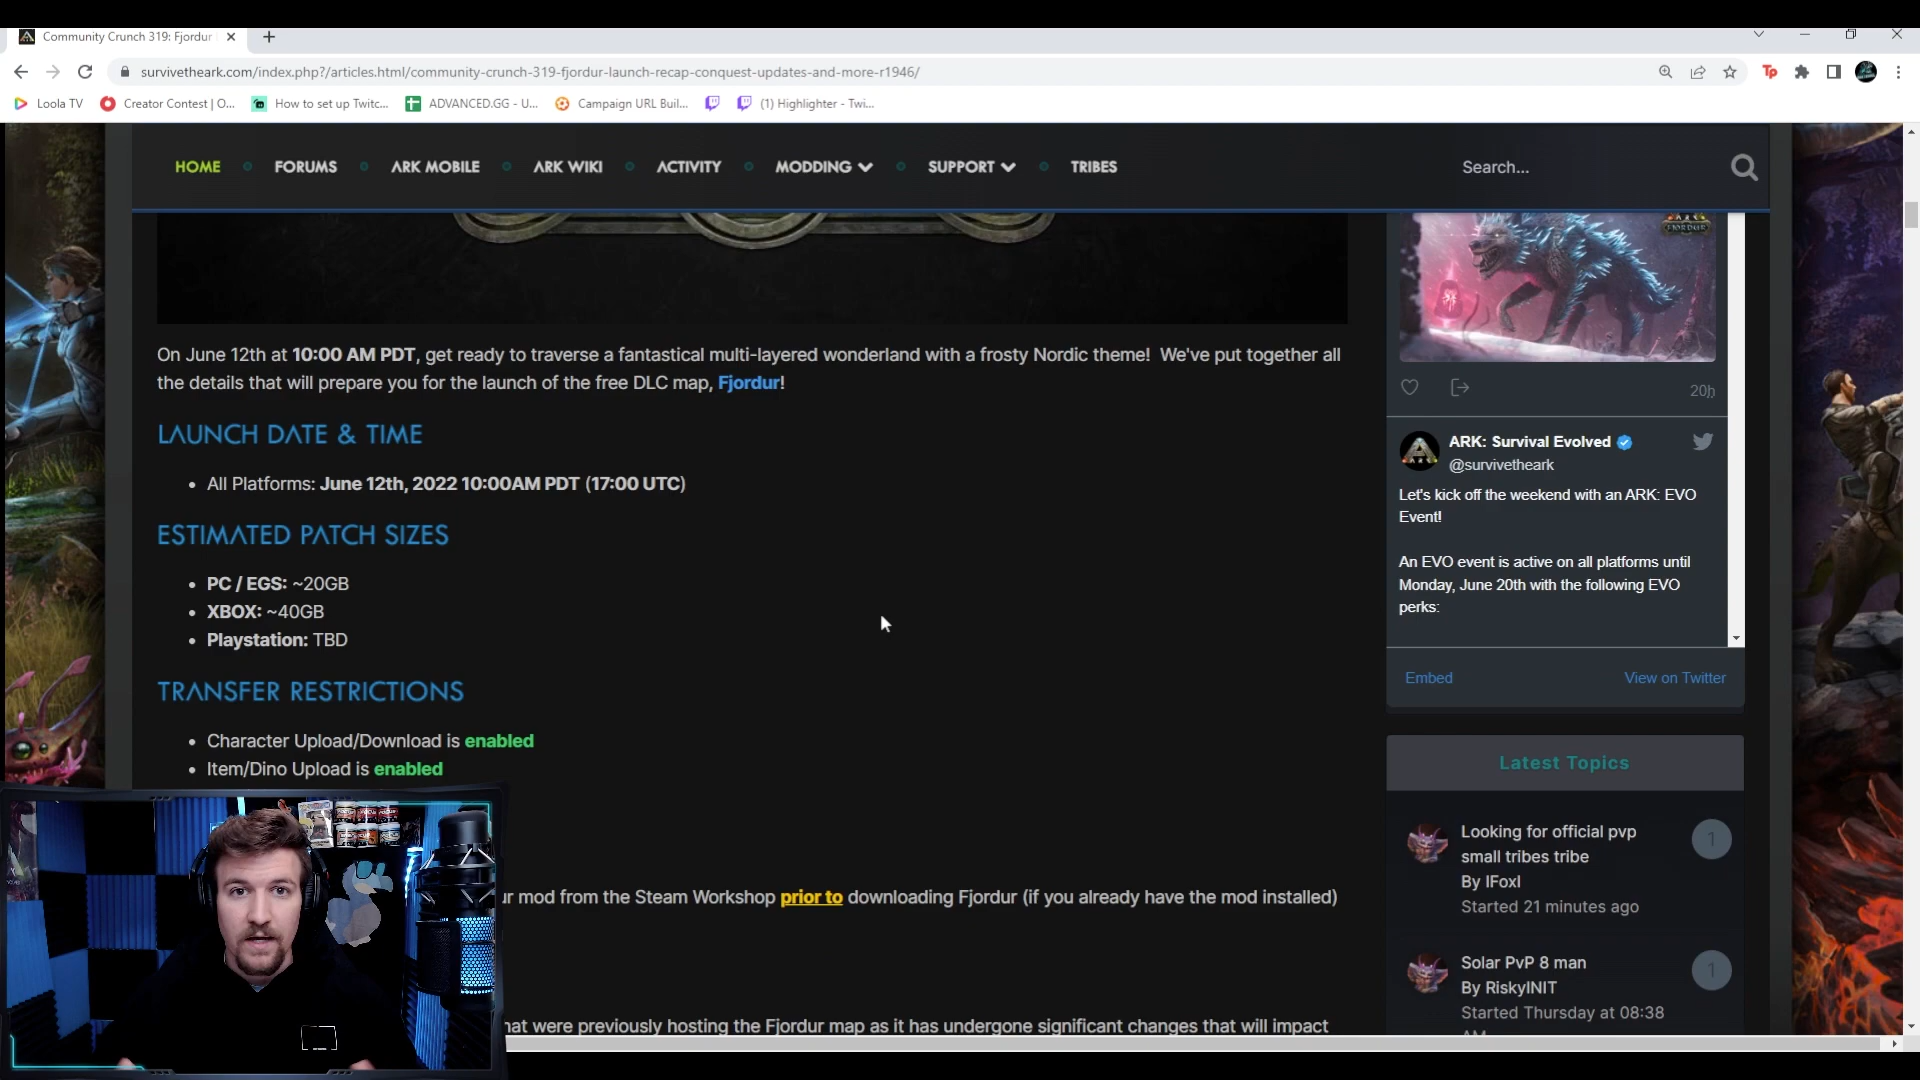 Community Crunch 319: Fjordur
survivetheark.com/index.php?/articles.html/community-crunch-319-fjordur-launch-recap-conquest-updates-and-more-r1946/
Loola TV
Creator Contest | O...
How to set up Twitc...
ADVANCED.GG - U...
Campaign URL Buil...
(1) Highlighter - Twi...
HOME
FORUMS
ARK MOBILE
ARK WIKI
ACTIVITY
MODDING
SUPPORT
TRIBES
Search...
On June 12th at 10:00 AM PDT, get ready to traverse a fantastical multi-layered wonderland with a frosty Nordic theme! We've put together all
the details that will prepare you for the launch of the free DLC map, Fjordur!
LAUNCH DATE & TIME
• All Platforms: June 12th, 2022 10:00AM PDT (17:00 UTC)
ESTIMATED PATCH SIZES
• PC / EGS: ~20GB
• XBOX: ~40GB
• Playstation: TBD
TRANSFER RESTRICTIONS
• Character Upload/Download is enabled
• Item/Dino Upload is enabled
ur mod from the Steam Workshop prior to downloading Fjordur (if you already have the mod installed)
hat were previously hosting the Fjordur map as it has undergone significant changes that will impact
FJORDUR
20h
ARK: Survival Evolved
@survivetheark
Let's kick off the weekend with an ARK: EVO
Event!
An EVO event is active on all platforms until
Monday, June 20th with the following EVO
perks:
Embed
View on Twitter
Latest Topics
Looking for official pvp
small tribes tribe
By IFoxI
Started 21 minutes ago
1
Solar PvP 8 man
By RiskyINIT
Started Thursday at 08:38
AM
1